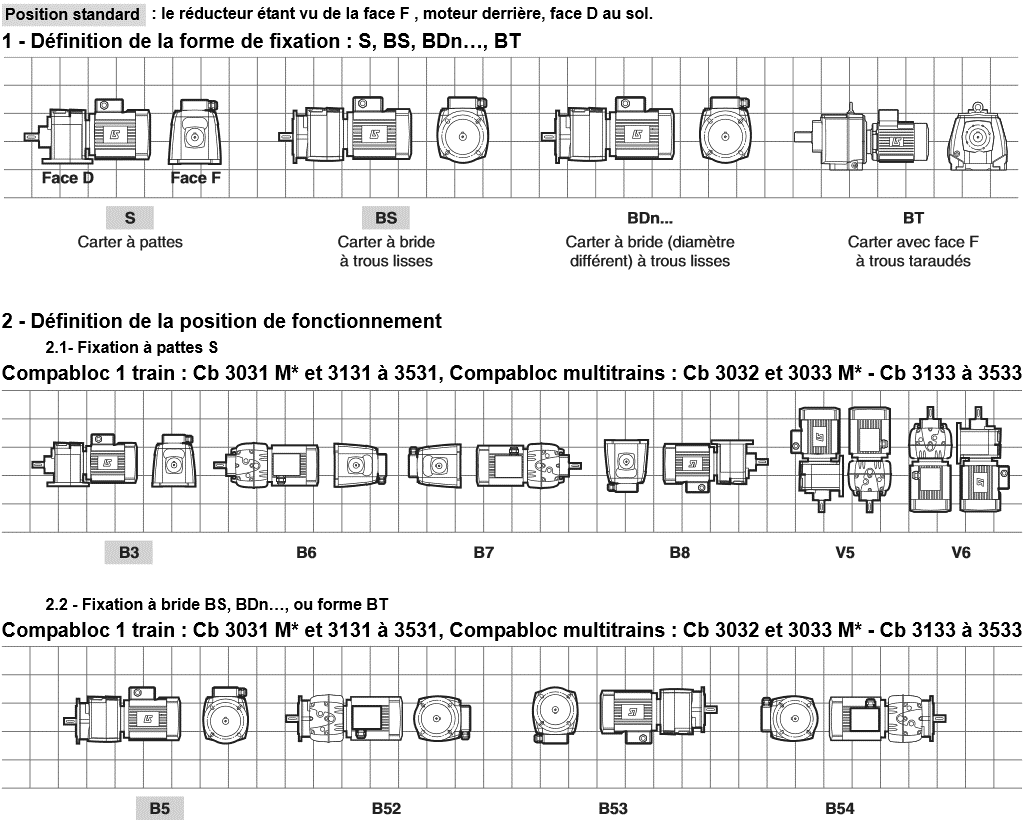 Position standard : le réducteur étant vu de la face F , moteur derrière, face D au sol.
1 - Définition de la forme de fixation : S, BS, BDn…, BT
Face D Face F
S BS BDn... BT
Carter à pattes Carter à bride Carter à bride (diamètre Carter avec face F
à trous lisses différent) à trous lisses à trous taraudés
2 - Définition de la position de fonctionnement
2.1- Fixation à pattes S
Compabloc 1 train : Cb 3031 M* et 3131 à 3531, Compabloc multitrains : Cb 3032 et 3033 M* - Cb 3133 à 3533
B3 B6 B7 B8 V5 V6
2.2 - Fixation à bride BS, BDn…, ou forme BT
Compabloc 1 train : Cb 3031 M* et 3131 à 3531, Compabloc multitrains : Cb 3032 et 3033 M* - Cb 3133 à 3533
B5 B52 B53 B54